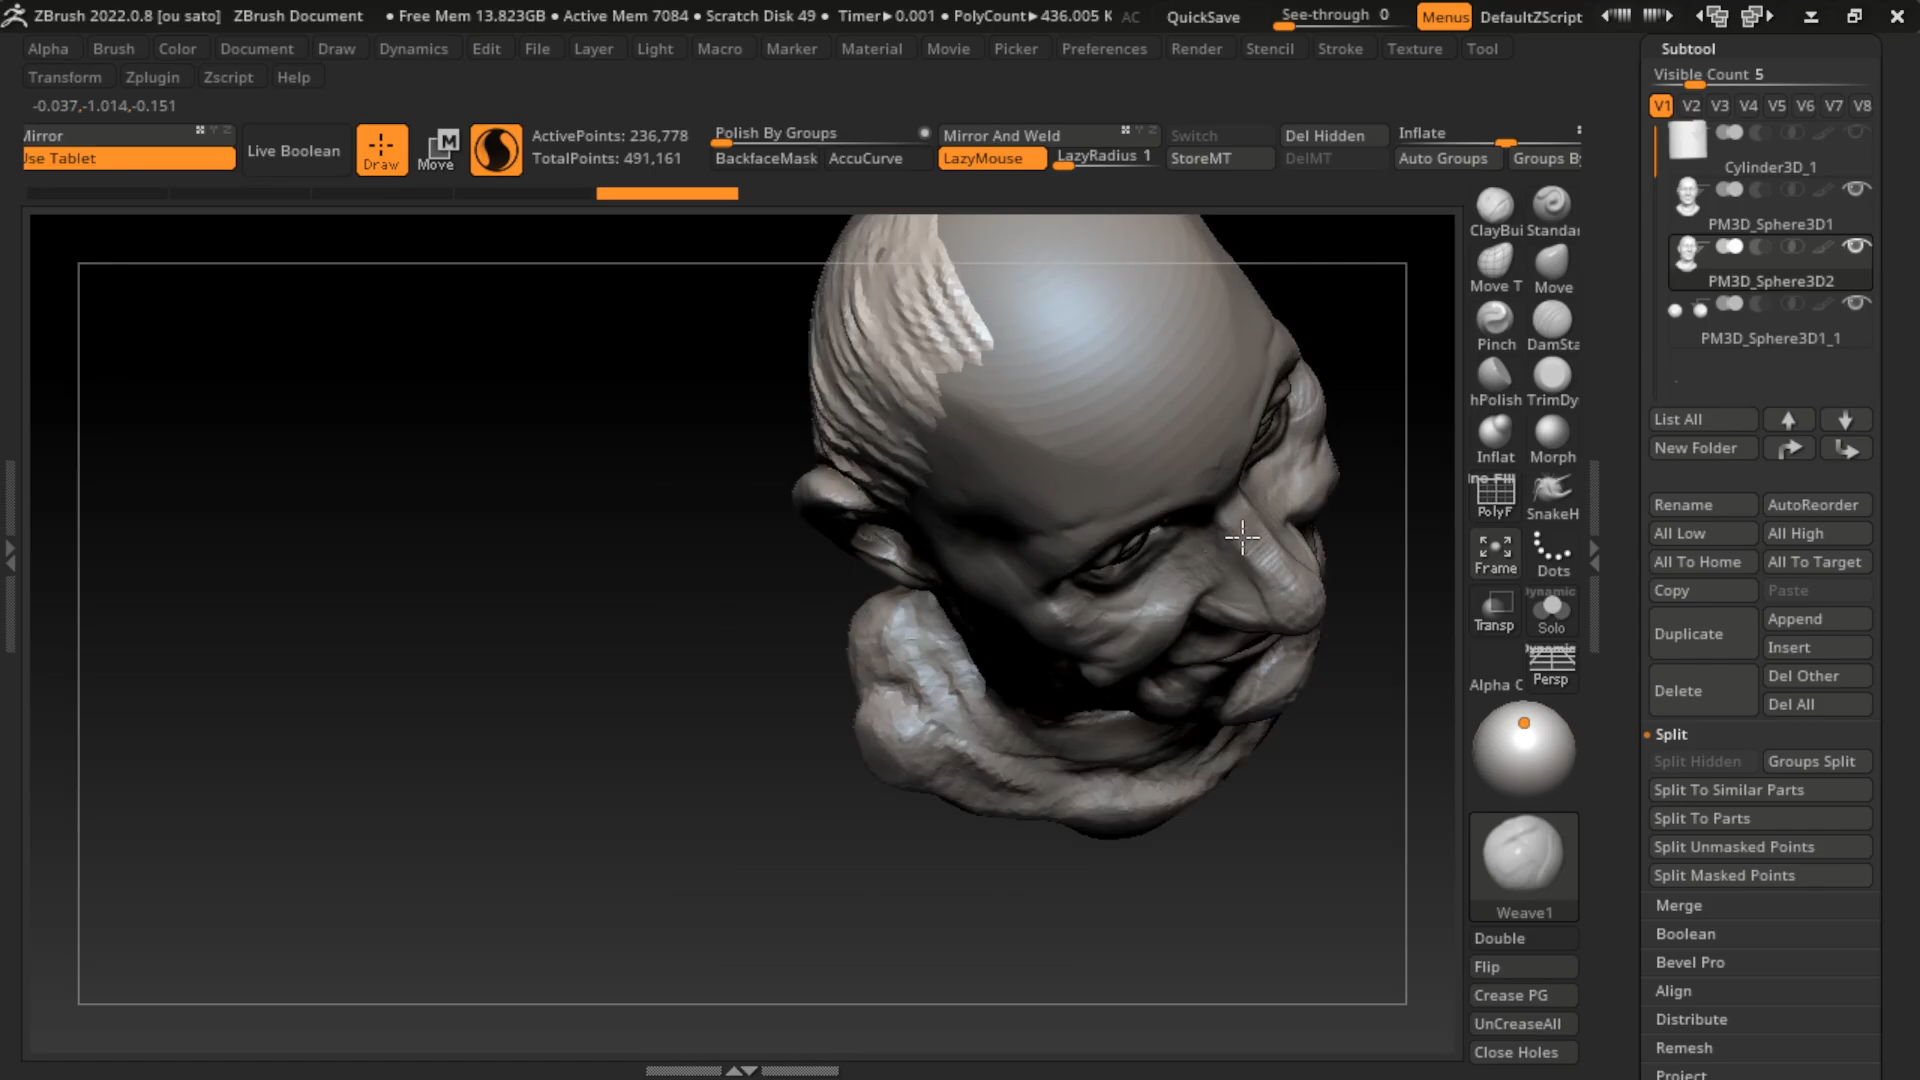 ZBrush 2022.0.8 [ou sato] ZBrush Document • Free Mem 13.823GB • Active Mem 7084 • Scratch Disk 49 • Timer▶0.001 • PolyCount▶436.005 K AC QuickSave See-through 0 Menus DefaultZScript
Alpha Brush Color Document Draw Dynamics Edit File Layer Light Macro Marker Material Movie Picker Preferences Render Stencil Stroke Texture Tool
Transform Zplugin Zscript Help
-0.037,-1.014,-0.151
Mirror
Use Tablet
Live Boolean
Draw
M
Move
ActivePoints: 236,778
TotalPoints: 491,161
Polish By Groups
BackfaceMask AccuCurve
Mirror And Weld
LazyMouse LazyRadius 1
Switch Del Hidden
StoreMT DelMT
Inflate
Auto Groups Groups By
ClayBui Standar
Move T Move
Pinch DamSta
hPolish TrimDy
Inflat Morph
PolyF SnakeH
Frame Dots
Transp
Dynamic
Solo
Dynamic
Persp
Alpha C
Weave1
Double
Flip
Crease PG
UnCreaseAll
Close Holes
Subtool
Visible Count 5
V1 V2 V3 V4 V5 V6 V7 V8
Cylinder3D_1
PM3D_Sphere3D1
PM3D_Sphere3D2
PM3D_Sphere3D1_1
List All
New Folder
Rename AutoReorder
All Low All High
All To Home All To Target
Copy Paste
Duplicate Append
Insert
Delete Del Other
Del All
Split
Split Hidden Groups Split
Split To Similar Parts
Split To Parts
Split Unmasked Points
Split Masked Points
Merge
Boolean
Bevel Pro
Align
Distribute
Remesh
Project